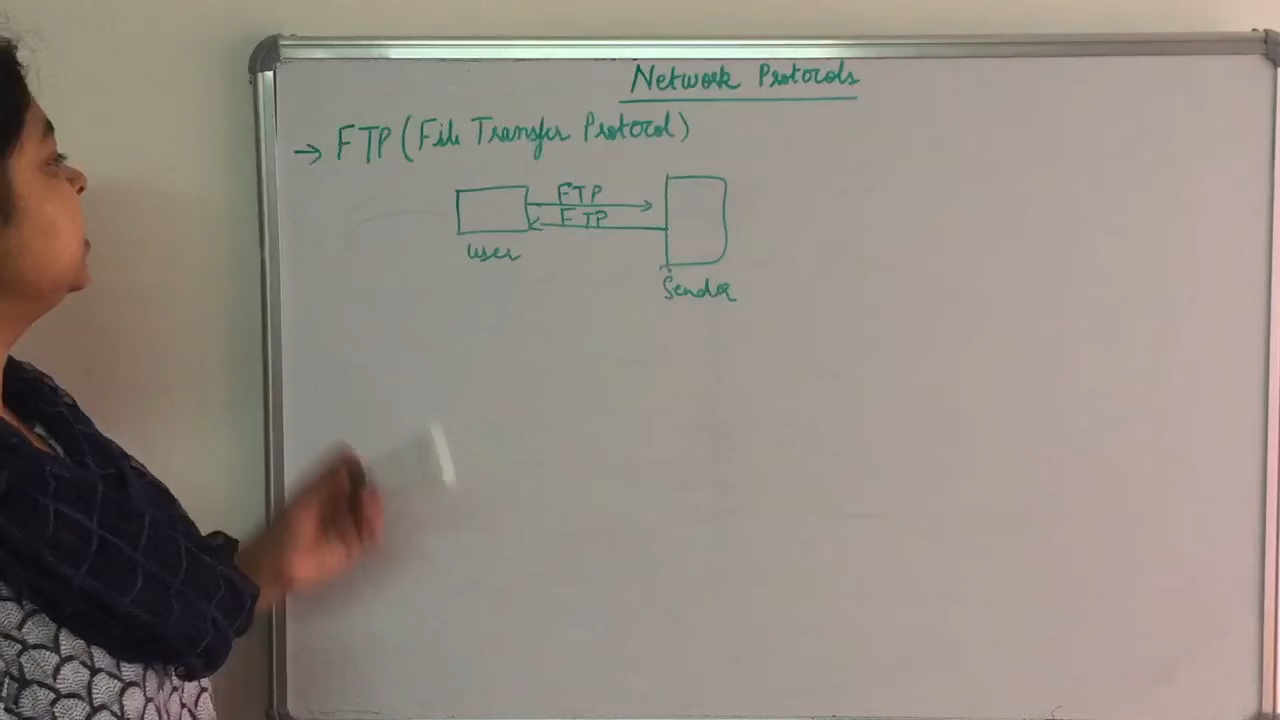 Network Protocols
→ FTP (File Transfer Protocol)
FTP
FTP
user
Sender